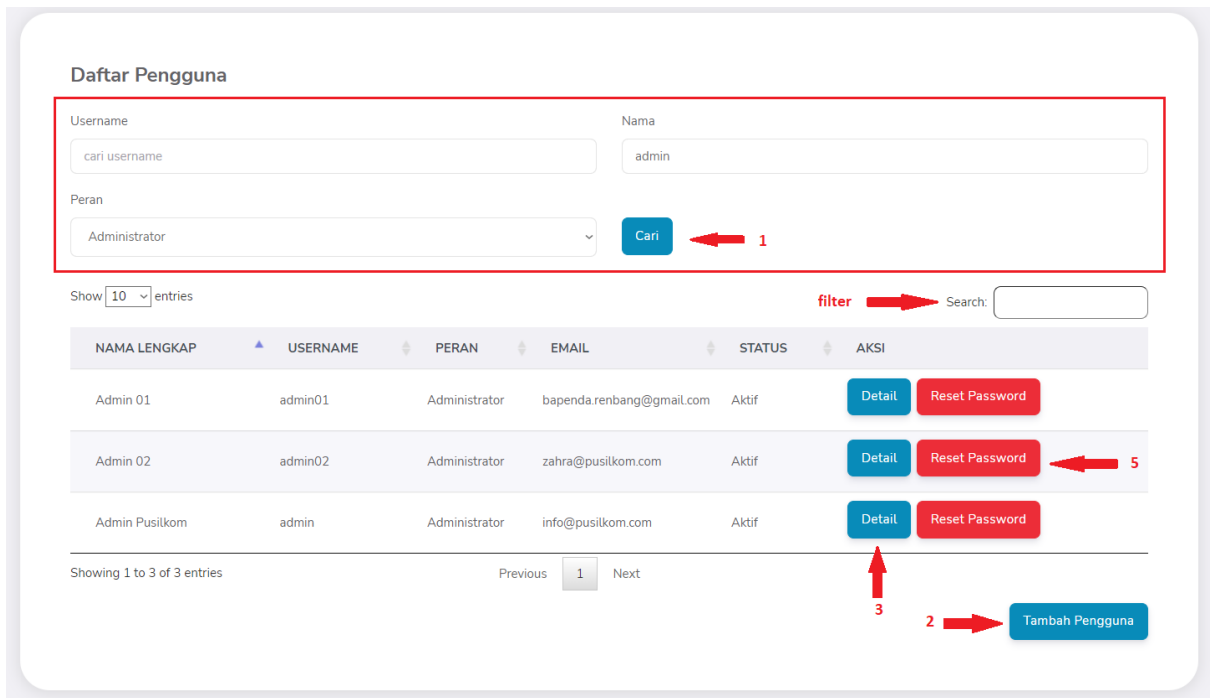 Daftar Pengguna
Username Nama
cari username admin
Peran
Administrator Cari 1
Show 10 entries filter Search:
NAMA LENGKAP USERNAME PERAN EMAIL STATUS AKSI
Admin 01 admin01 Administrator bapenda.renbang@gmail.com Aktif Detail Reset Password
Admin 02 admin02 Administrator zahra@pusilkom.com Aktif Detail Reset Password 5
Admin Pusilkom admin Administrator info@pusilkom.com Aktif Detail Reset Password
Showing 1 to 3 of 3 entries Previous 1 Next
3
2 Tambah Pengguna